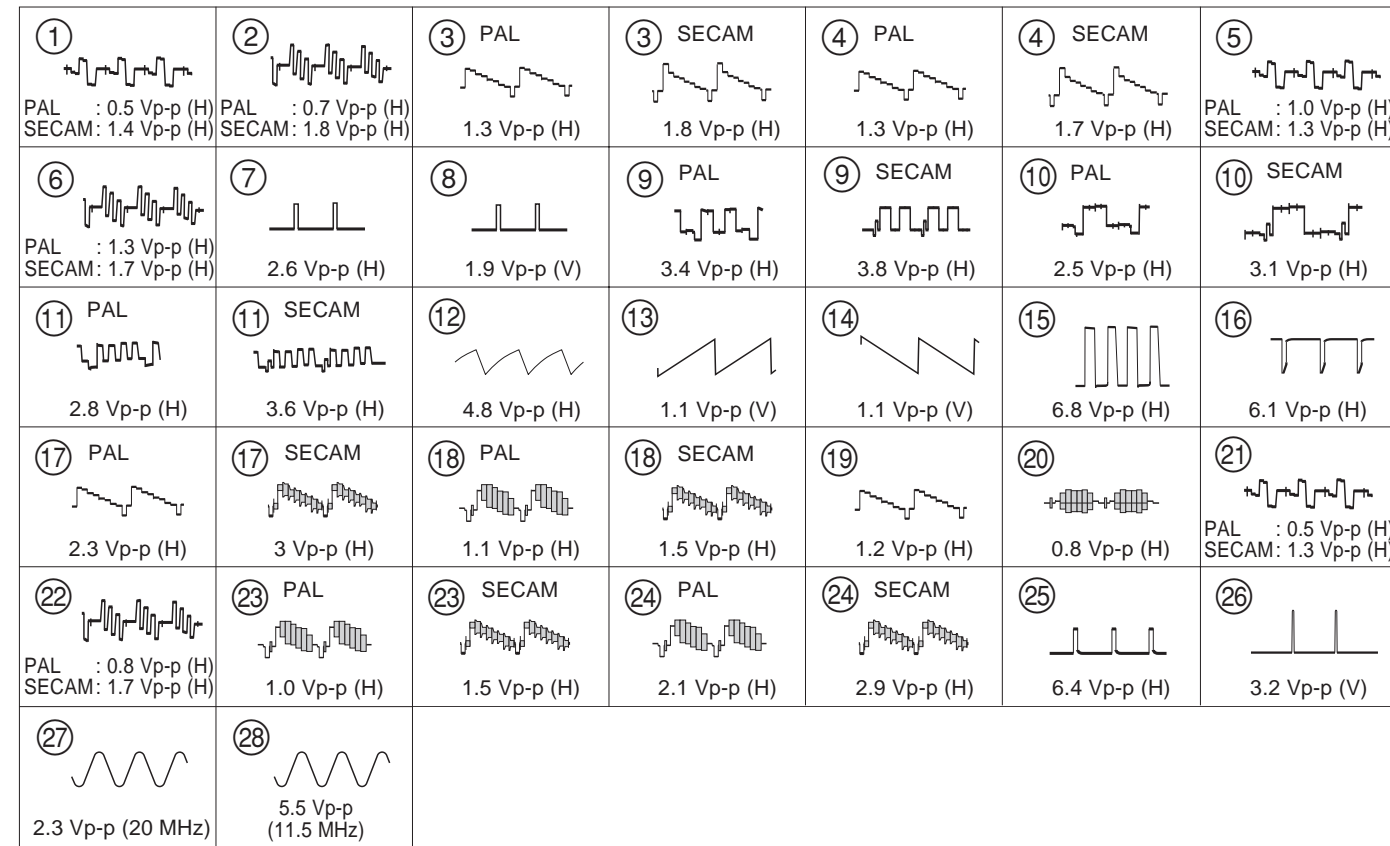 ① ② ③ PAL ③ SECAM ④ PAL ④ SECAM ⑤
PAL : 0.5 Vp-p (H)
SECAM: 1.4 Vp-p (H)
PAL : 0.7 Vp-p (H)
SECAM: 1.8 Vp-p (H)
1.3 Vp-p (H) 1.8 Vp-p (H) 1.3 Vp-p (H) 1.7 Vp-p (H)
PAL : 1.0 Vp-p (H)
SECAM: 1.3 Vp-p (H)
⑥ ⑦ ⑧ ⑨ PAL ⑨ SECAM ⑩ PAL ⑩ SECAM
PAL : 1.3 Vp-p (H)
SECAM: 1.7 Vp-p (H)
2.6 Vp-p (H) 1.9 Vp-p (V) 3.4 Vp-p (H) 3.8 Vp-p (H) 2.5 Vp-p (H) 3.1 Vp-p (H)
⑪ PAL ⑪ SECAM ⑫ ⑬ ⑭ ⑮ ⑯
2.8 Vp-p (H) 3.6 Vp-p (H) 4.8 Vp-p (H) 1.1 Vp-p (V) 1.1 Vp-p (V) 6.8 Vp-p (H) 6.1 Vp-p (H)
⑰ PAL ⑰ SECAM ⑱ PAL ⑱ SECAM ⑲ ⑳ ㉑
2.3 Vp-p (H) 3 Vp-p (H) 1.1 Vp-p (H) 1.5 Vp-p (H) 1.2 Vp-p (H) 0.8 Vp-p (H)
PAL : 0.5 Vp-p (H)
SECAM: 1.3 Vp-p (H)
㉒ ㉓ PAL ㉓ SECAM ㉔ PAL ㉔ SECAM ㉕ ㉖
PAL : 0.8 Vp-p (H)
SECAM: 1.7 Vp-p (H)
1.0 Vp-p (H) 1.5 Vp-p (H) 2.1 Vp-p (H) 2.9 Vp-p (H) 6.4 Vp-p (H) 3.2 Vp-p (V)
㉗ ㉘
2.3 Vp-p (20 MHz)
5.5 Vp-p
(11.5 MHz)